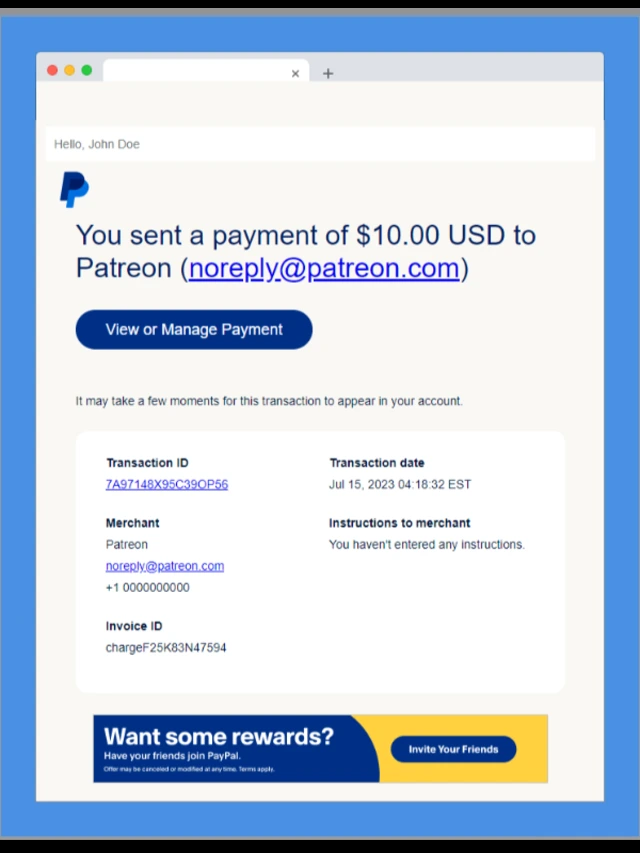 Hello, John Doe
You sent a payment of $10.00 USD to
Patreon (noreply@patreon.com)
View or Manage Payment
It may take a few moments for this transaction to appear in your account.
Transaction ID
7A97148X95C39OP56
Transaction date
Jul 15, 2023 04:18:32 EST
Merchant
Patreon
noreply@patreon.com
+1 0000000000
Instructions to merchant
You haven't entered any instructions.
Invoice ID
chargeF25K83N47594
Want some rewards?
Have your friends join PayPal.
Offer may be canceled or modified at any time. Terms apply.
Invite Your Friends